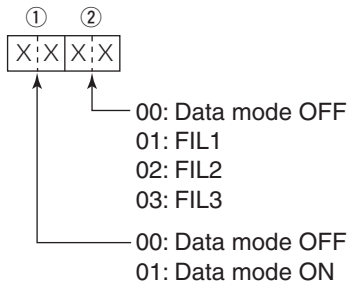 ① ②
X X X X
00: Data mode OFF
01: FIL1
02: FIL2
03: FIL3
00: Data mode OFF
01: Data mode ON